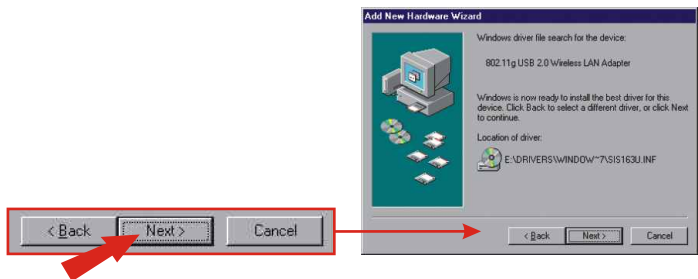 Add New Hardware Wizard
Windows driver file search for the device:
802.11g USB 2.0 Wireless LAN Adapter
Windows is now ready to install the best driver for this
device. Click Back to select a different driver, or click Next
to continue.
Location of driver:
E:\DRIVERS\WINDOW~7\SIS163U.INF
< Back Next > Cancel
< Back Next > Cancel